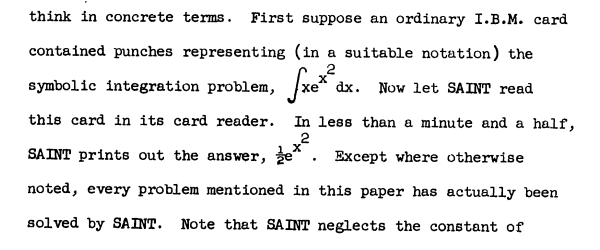 think in concrete terms. First suppose an ordinary I.B.M. card
contained punches representing (in a suitable notation) the
symbolic integration problem, ∫xe^x^2 dx. Now let SAINT read
this card in its card reader. In less than a minute and a half,
SAINT prints out the answer, ½e^x^2. Except where otherwise
noted, every problem mentioned in this paper has actually been
solved by SAINT. Note that SAINT neglects the constant of